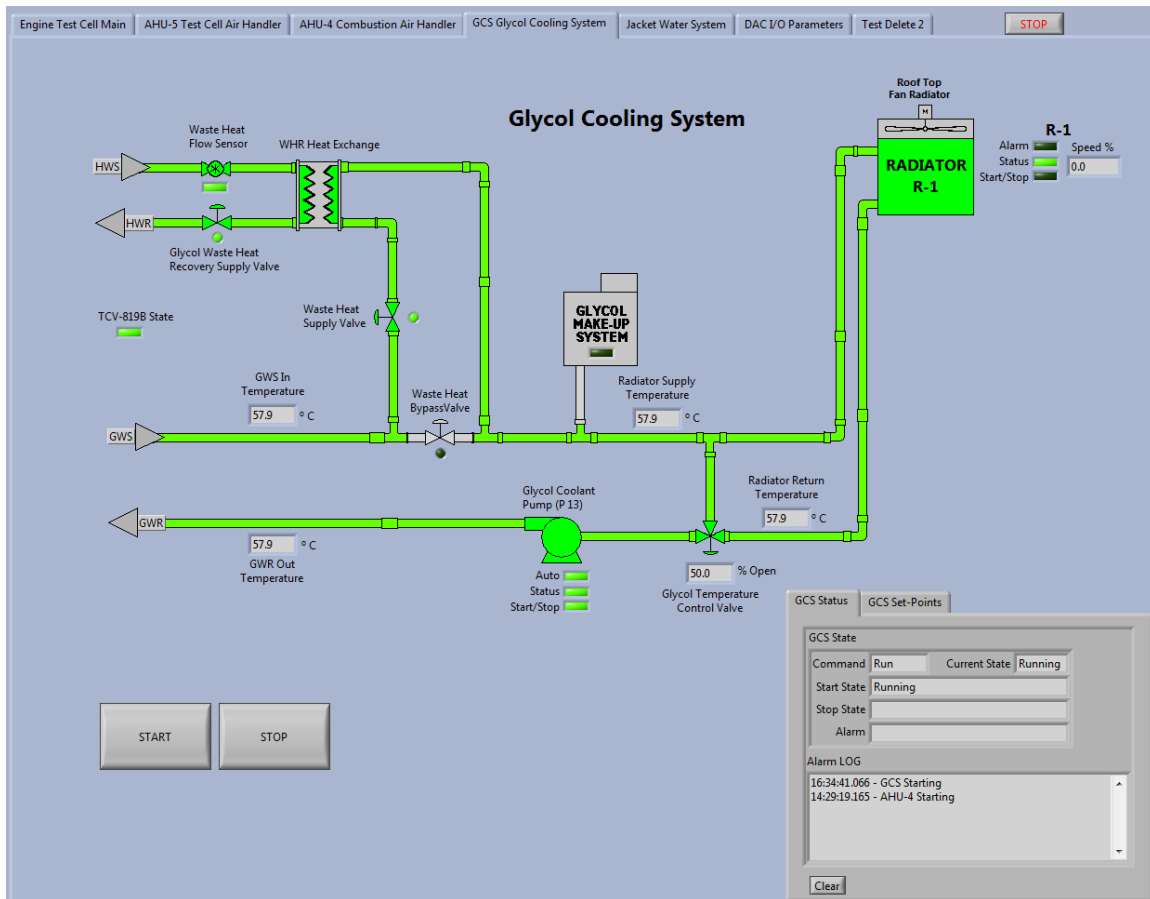 Engine Test Cell Main
AHU-5 Test Cell Air Handler
AHU-4 Combustion Air Handler
GCS Glycol Cooling System
Jacket Water System
DAC I/O Parameters
Test Delete 2
STOP
Glycol Cooling System
Roof Top
Fan Radiator
M
RADIATOR
R-1
R-1
Alarm
Status
Start/Stop
Speed %
0.0
Waste Heat
Flow Sensor
WHR Heat Exchange
HWS
HWR
Glycol Waste Heat
Recovery Supply Valve
TCV-819B State
Waste Heat
Supply Valve
GLYCOL
MAKE-UP
SYSTEM
GWS In
Temperature
57.9 º C
Waste Heat
BypassValve
Radiator Supply
Temperature
57.9 º C
GWS
Glycol Coolant
Pump (P 13)
Radiator Return
Temperature
57.9 º C
GWR
57.9 º C
GWR Out
Temperature
Auto
Status
Start/Stop
50.0 % Open
Glycol Temperature
Control Valve
START
STOP
GCS Status
GCS Set-Points
GCS State
Command Run
Current State Running
Start State Running
Stop State
Alarm
Alarm LOG
16:34:41.066 - GCS Starting
14:29:19.165 - AHU-4 Starting
Clear